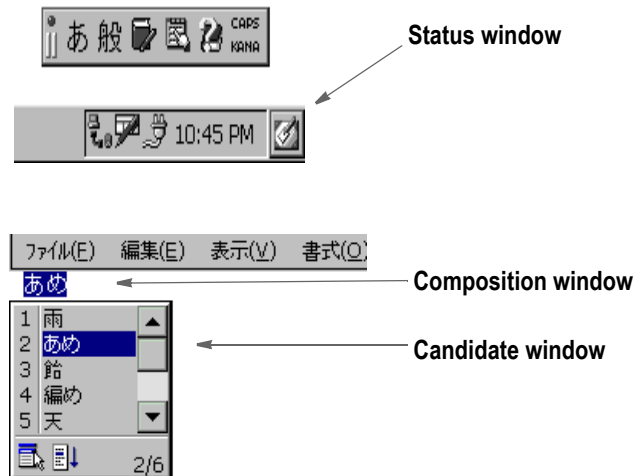 あ 般 CAPS
KANA
Status window
10:45 PM
ファイル(F) 編集(E) 表示(V) 書式(O)
あめ
Composition window
1 雨
2 あめ
Candidate window
3 飴
4 編め
5 天
2/6